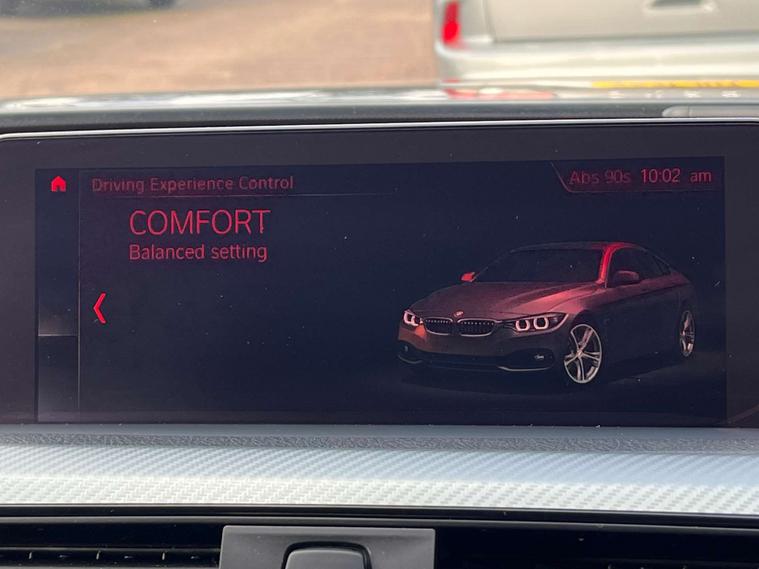 Driving Experience Control
Abs 90s 10:02 am
COMFORT
Balanced setting